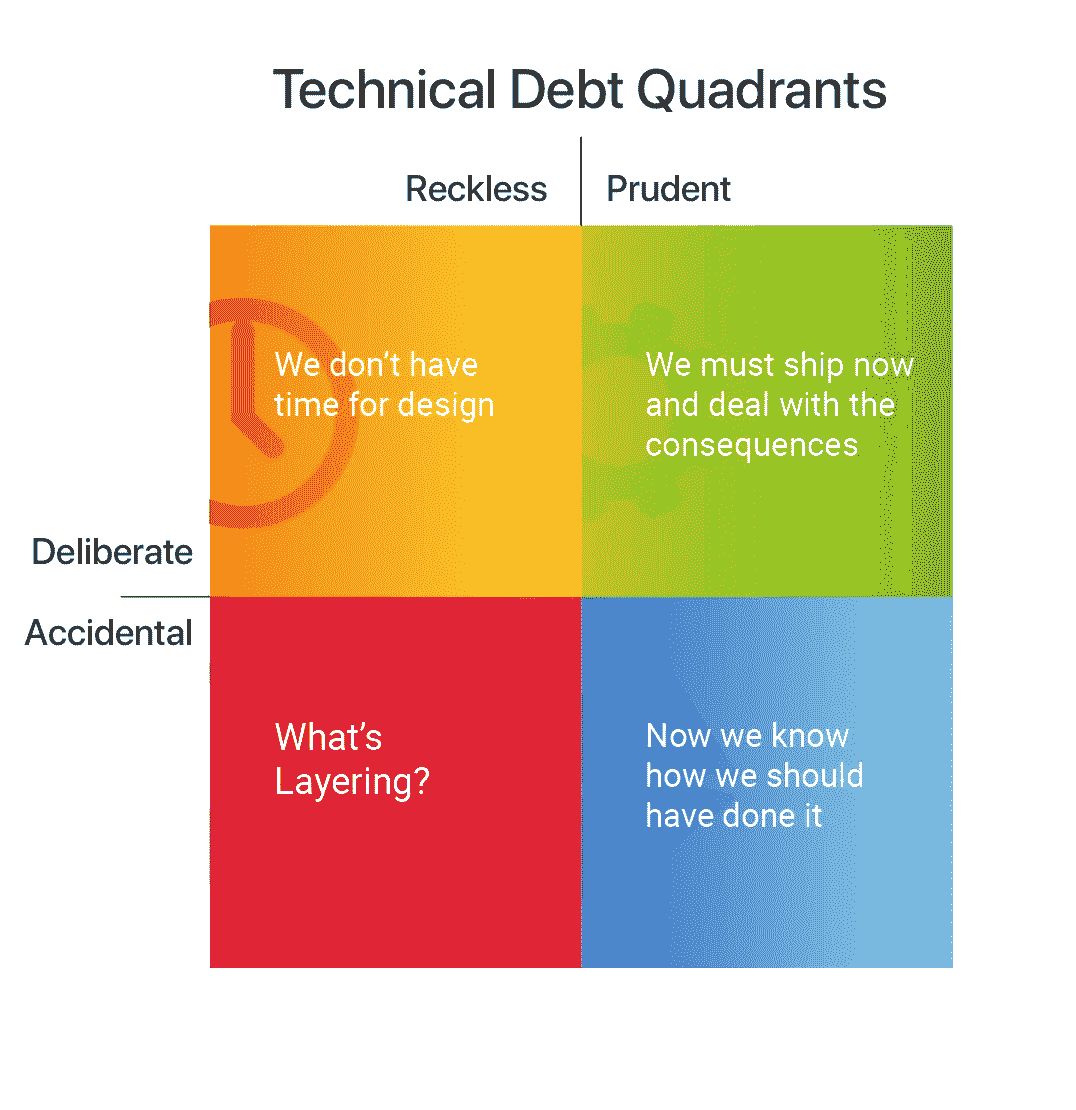 Technical Debt Quadrants
Reckless
Prudent
We don’t have
time for design
We must ship now
and deal with the
consequences
Deliberate
Accidental
What’s
Layering?
Now we know
how we should
have done it